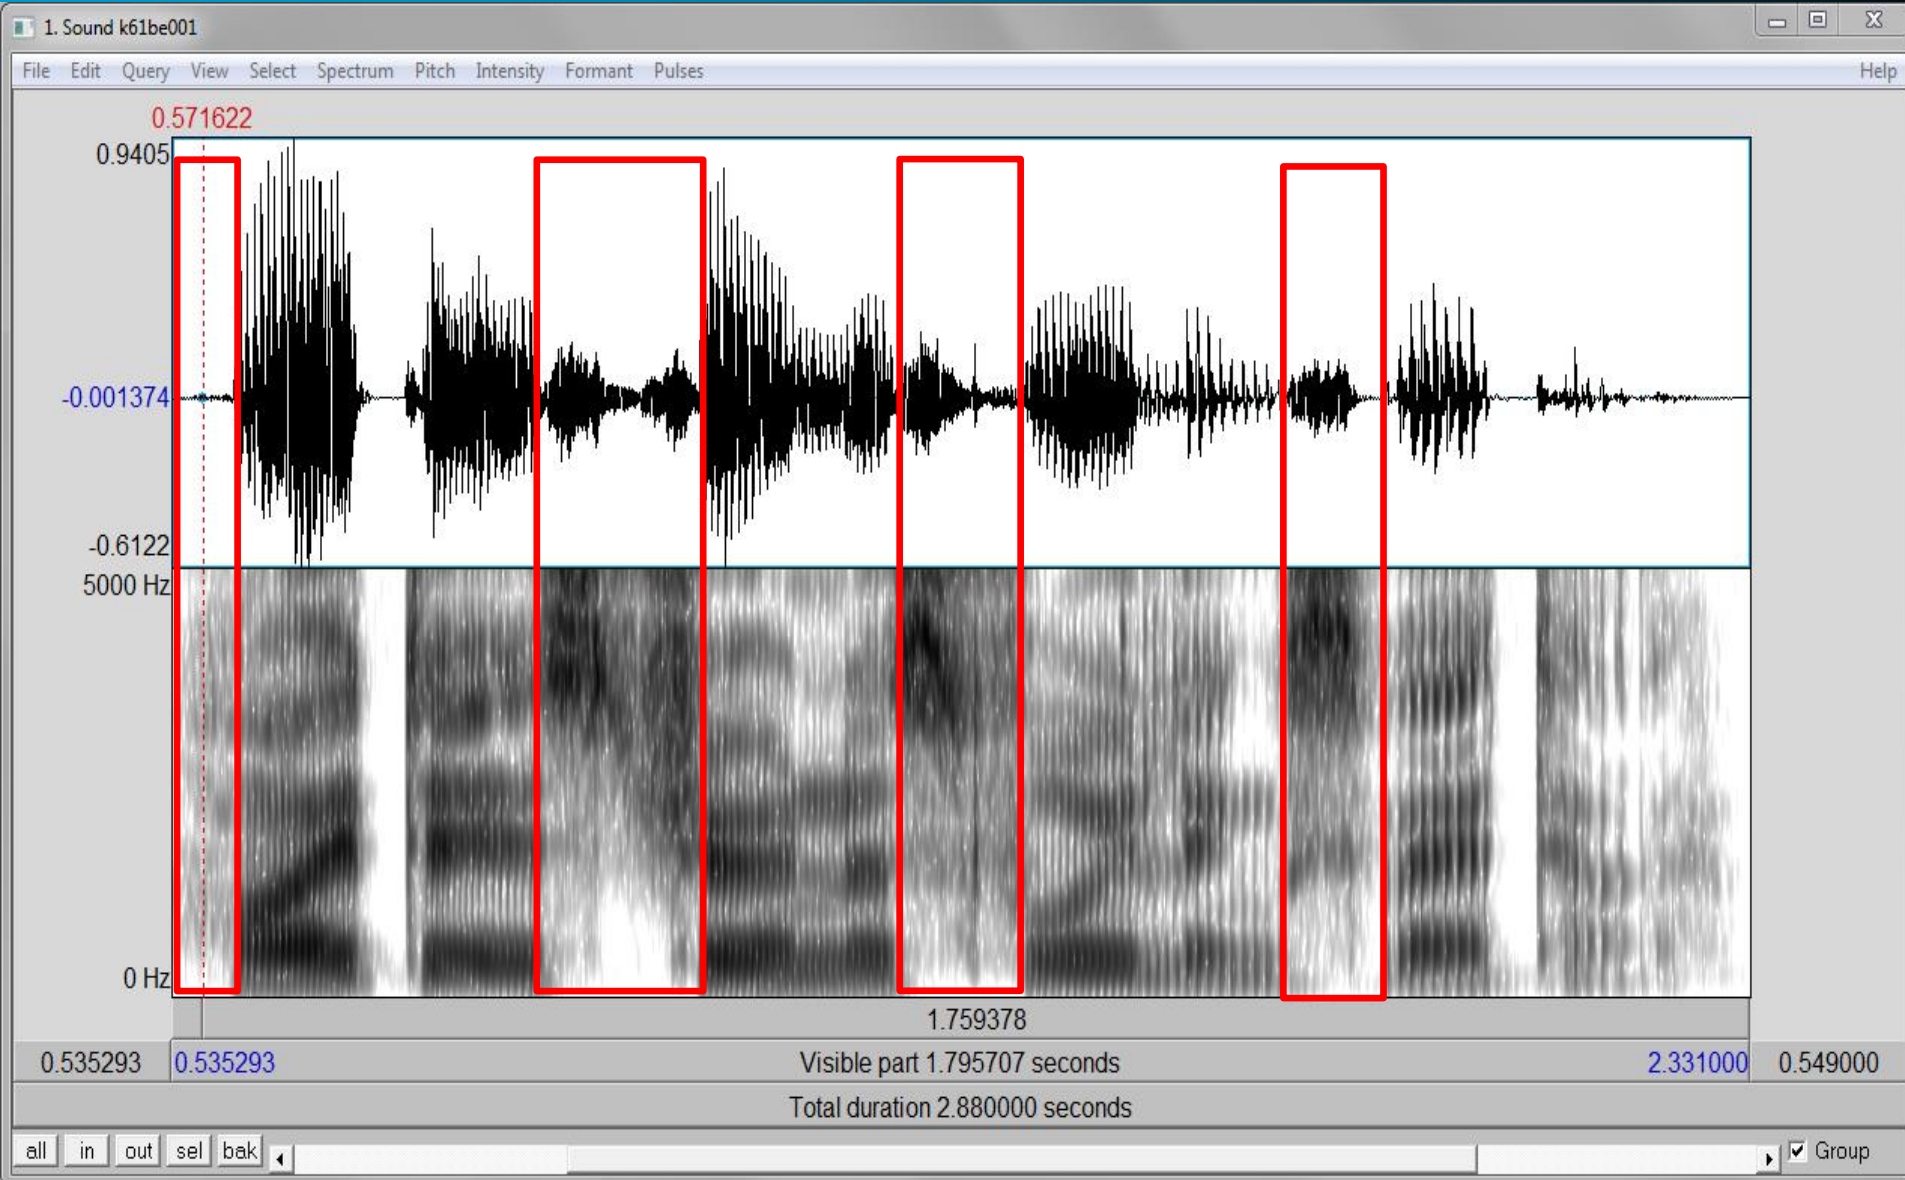 1. Sound k61be001
File Edit Query View Select Spectrum Pitch Intensity Formant Pulses Help
0.571622
0.9405
-0.001374
-0.6122
5000 Hz
0 Hz
1.759378
0.535293 0.535293 Visible part 1.795707 seconds 2.331000 0.549000
Total duration 2.880000 seconds
all in out sel bak Group